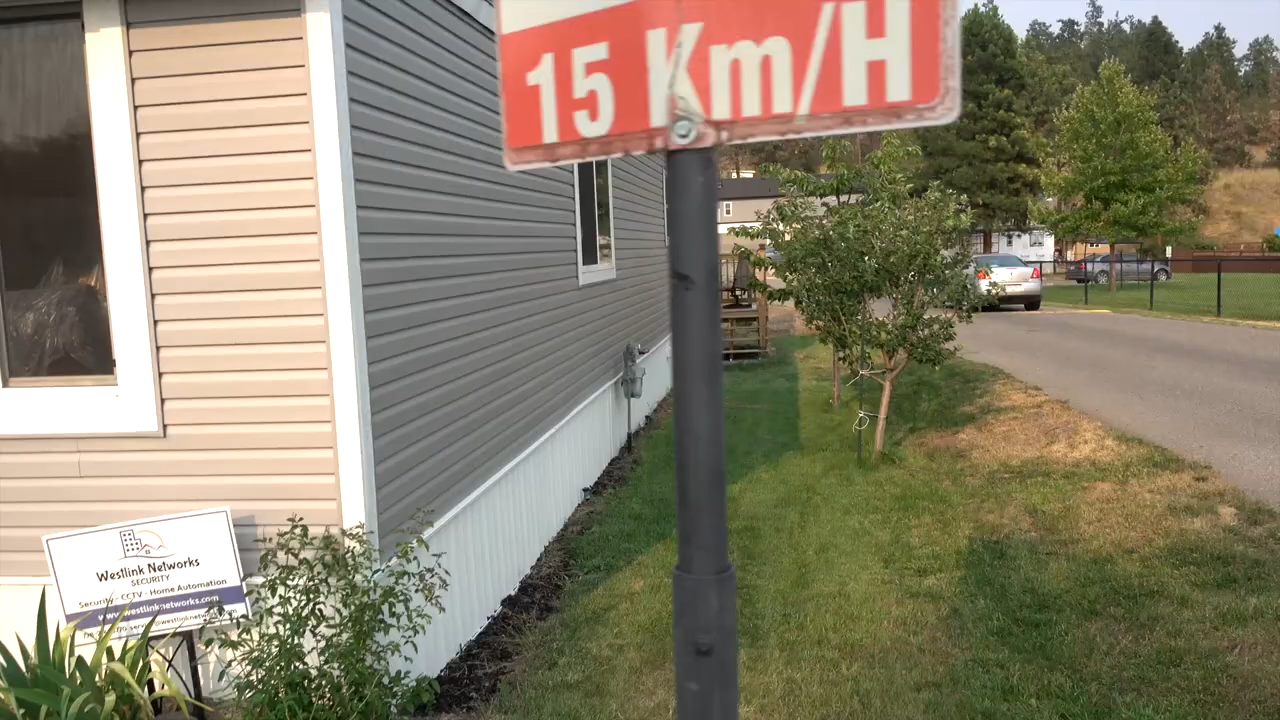 15 Km/H
Westlink Networks
SECURITY
Security - CCTV - Home Automation
www.westlinknetworks.com